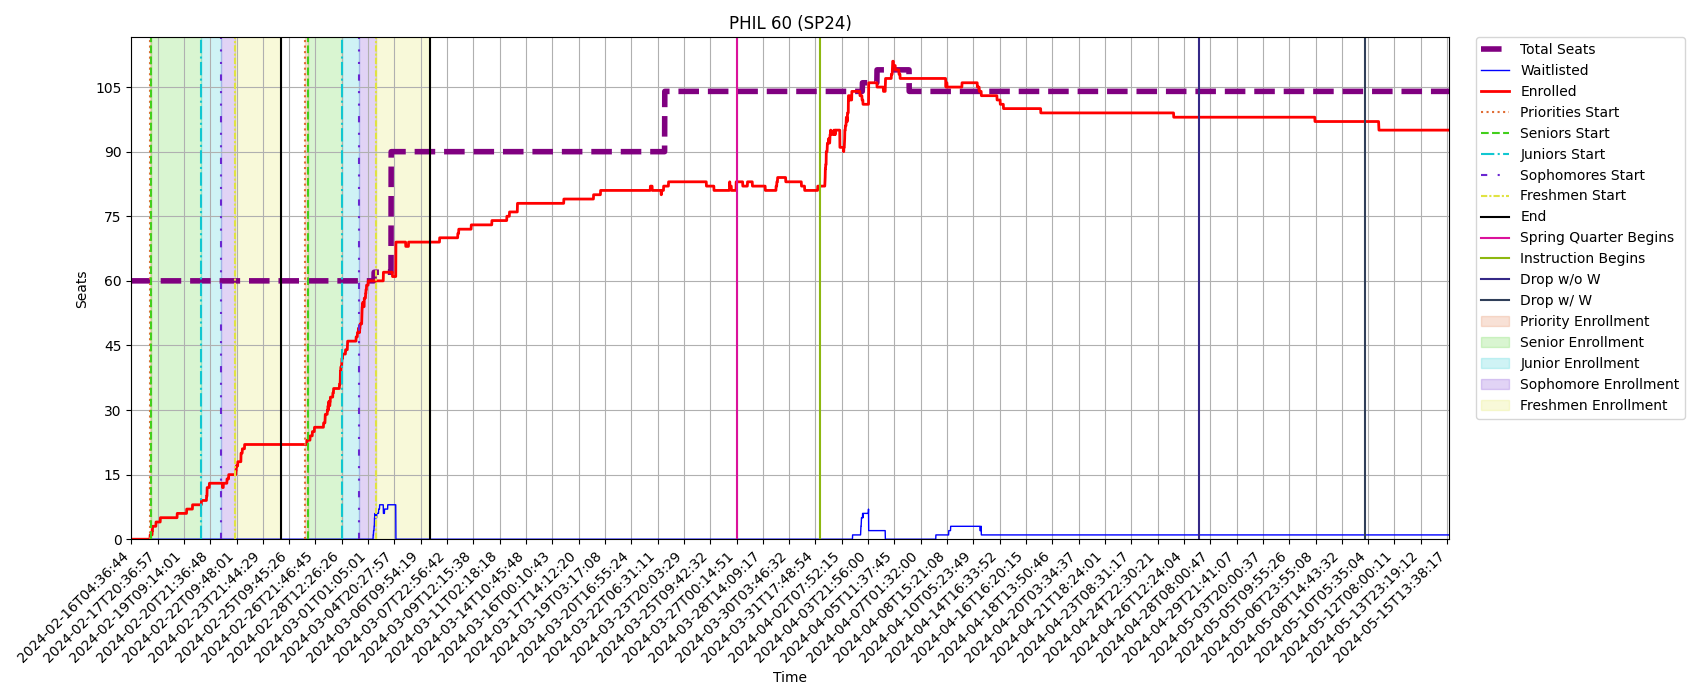 PHIL 60 (SP24)
105
90
75
60
45
30
15
0
Seats
2024-02-16T04:36:44
2024-02-17T20:36:57
2024-02-19T09:14:01
2024-02-20T21:36:48
2024-02-22T09:48:01
2024-02-23T21:44:29
2024-02-25T09:45:26
2024-02-26T21:46:45
2024-02-28T12:26:26
2024-03-01T01:05:01
2024-03-04T20:27:57
2024-03-06T09:54:19
2024-03-07T22:56:42
2024-03-09T12:15:38
2024-03-11T02:18:18
2024-03-14T10:45:48
2024-03-16T00:10:43
2024-03-17T14:12:20
2024-03-19T03:17:08
2024-03-20T16:55:24
2024-03-22T06:31:11
2024-03-23T20:03:29
2024-03-25T09:42:32
2024-03-27T00:14:51
2024-03-28T14:09:17
2024-03-30T03:46:32
2024-03-31T17:48:54
2024-04-02T07:52:15
2024-04-03T21:56:00
2024-04-05T11:37:45
2024-04-07T01:32:00
2024-04-08T15:21:08
2024-04-10T05:23:49
2024-04-14T16:33:52
2024-04-16T16:20:15
2024-04-18T13:50:46
2024-04-20T03:34:37
2024-04-21T18:24:01
2024-04-23T08:31:17
2024-04-24T22:30:21
2024-04-26T12:24:04
2024-04-28T08:00:47
2024-04-29T21:41:07
2024-05-03T20:00:37
2024-05-05T09:55:26
2024-05-06T23:55:08
2024-05-08T14:43:32
2024-05-10T05:35:04
2024-05-12T08:00:11
2024-05-13T23:19:12
2024-05-15T13:38:17
Time
Total Seats
Waitlisted
Enrolled
Priorities Start
Seniors Start
Juniors Start
Sophomores Start
Freshmen Start
End
Spring Quarter Begins
Instruction Begins
Drop w/o W
Drop w/ W
Priority Enrollment
Senior Enrollment
Junior Enrollment
Sophomore Enrollment
Freshmen Enrollment